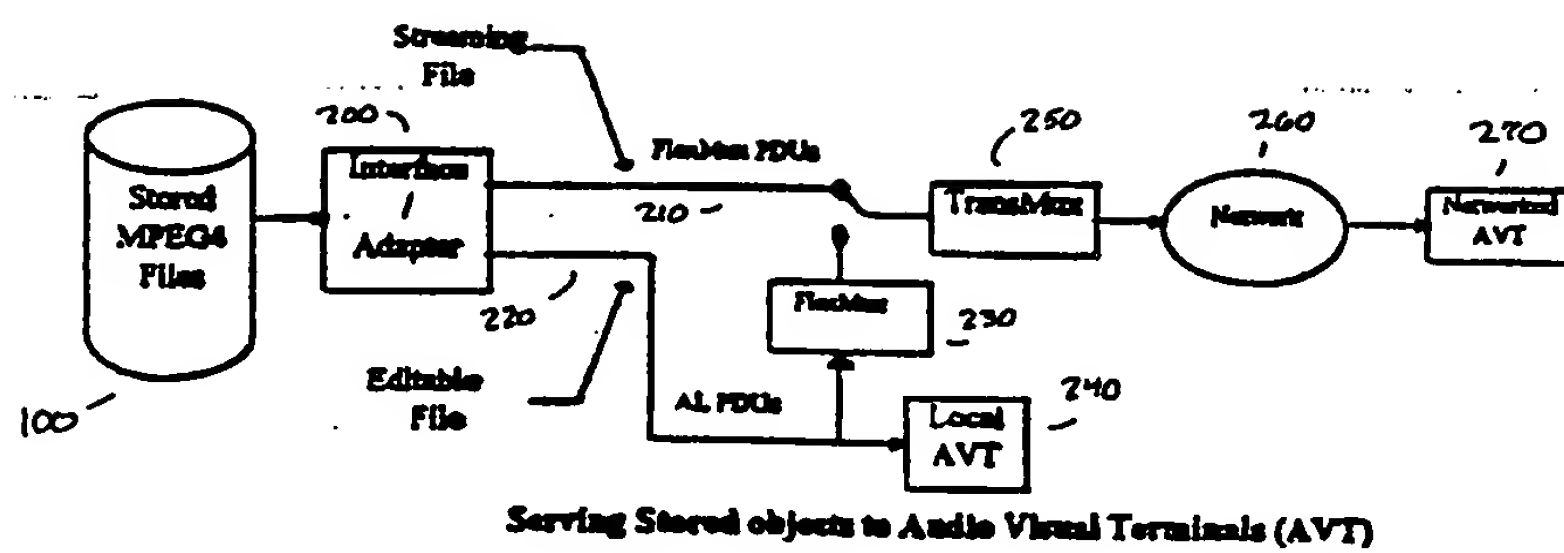 Streaming
File
200
Interface
/
Adapter
Stored
MPEG4
Files
100
FlexMux PDUs
210
220
Editable
File
AL PDUs
FlexMux
230
Local
AVT
240
250
TransMux
260
Network
270
Networked
AVT
Serving Stored objects to Audio Visual Terminals (AVT)